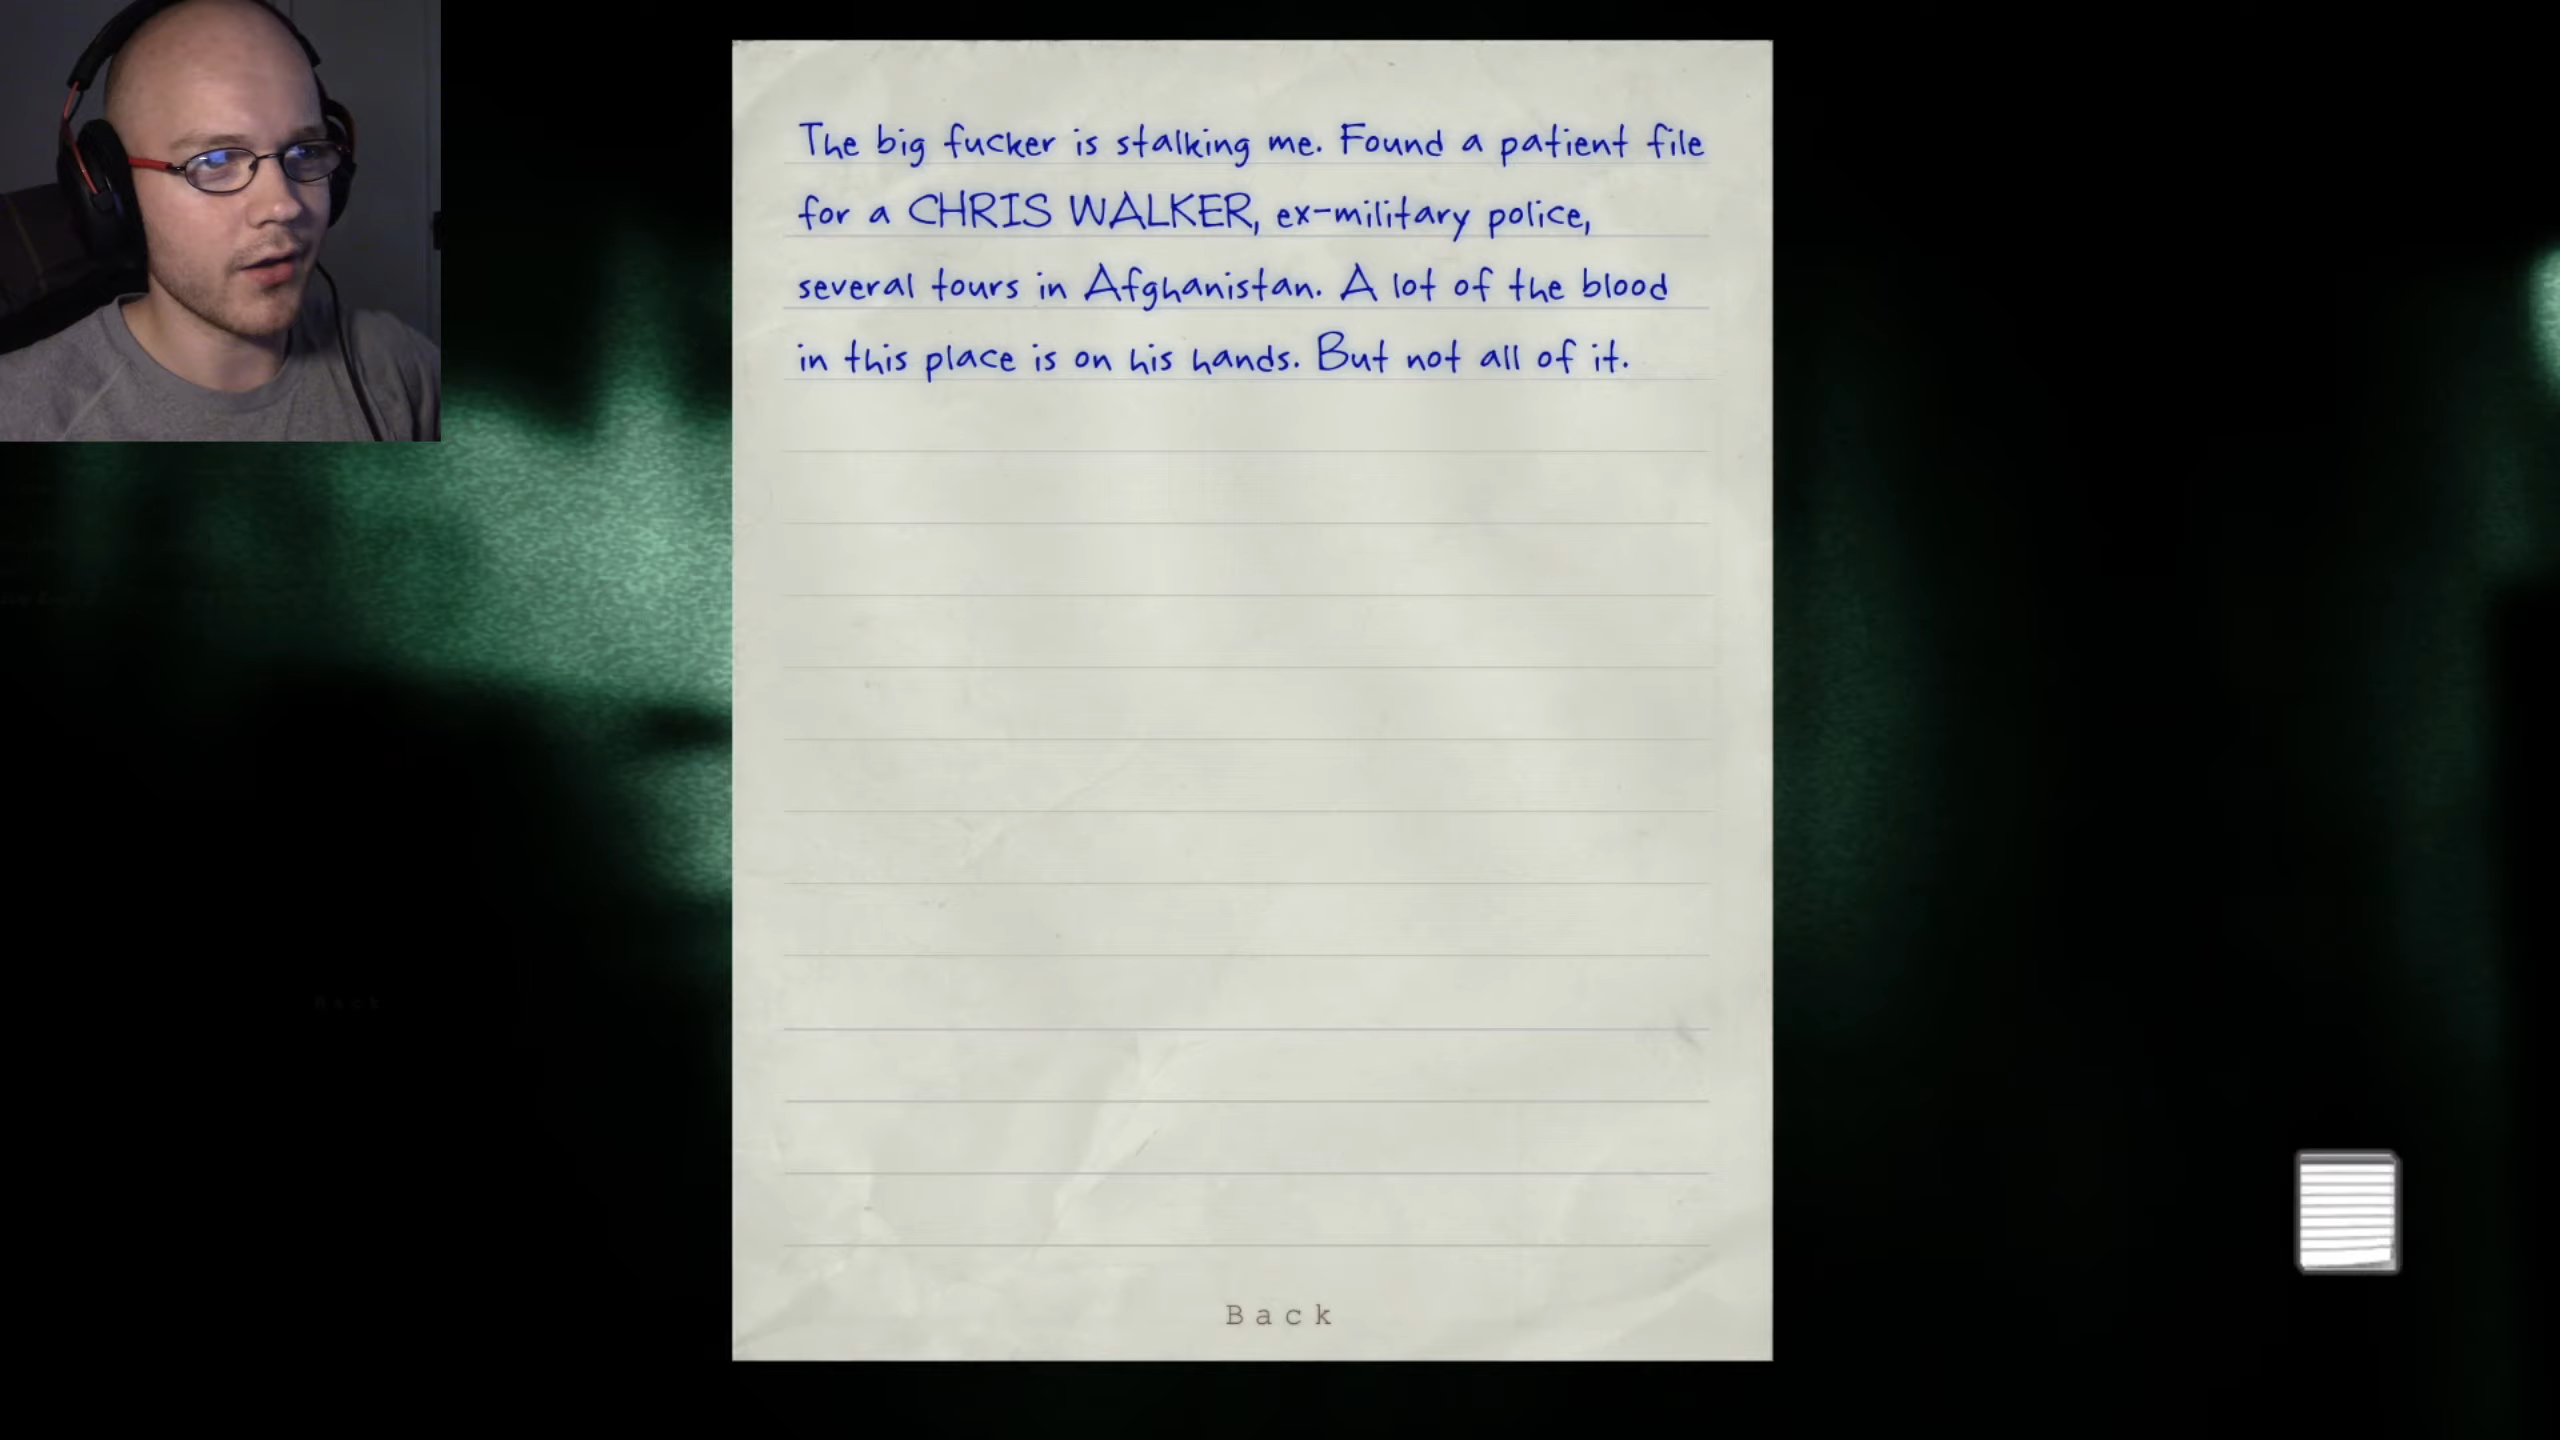 The big fucker is stalking me. Found a patient file
for a CHRIS WALKER, ex-military police,
several tours in Afghanistan. A lot of the blood
in this place is on his hands. But not all of it.
Back
Back